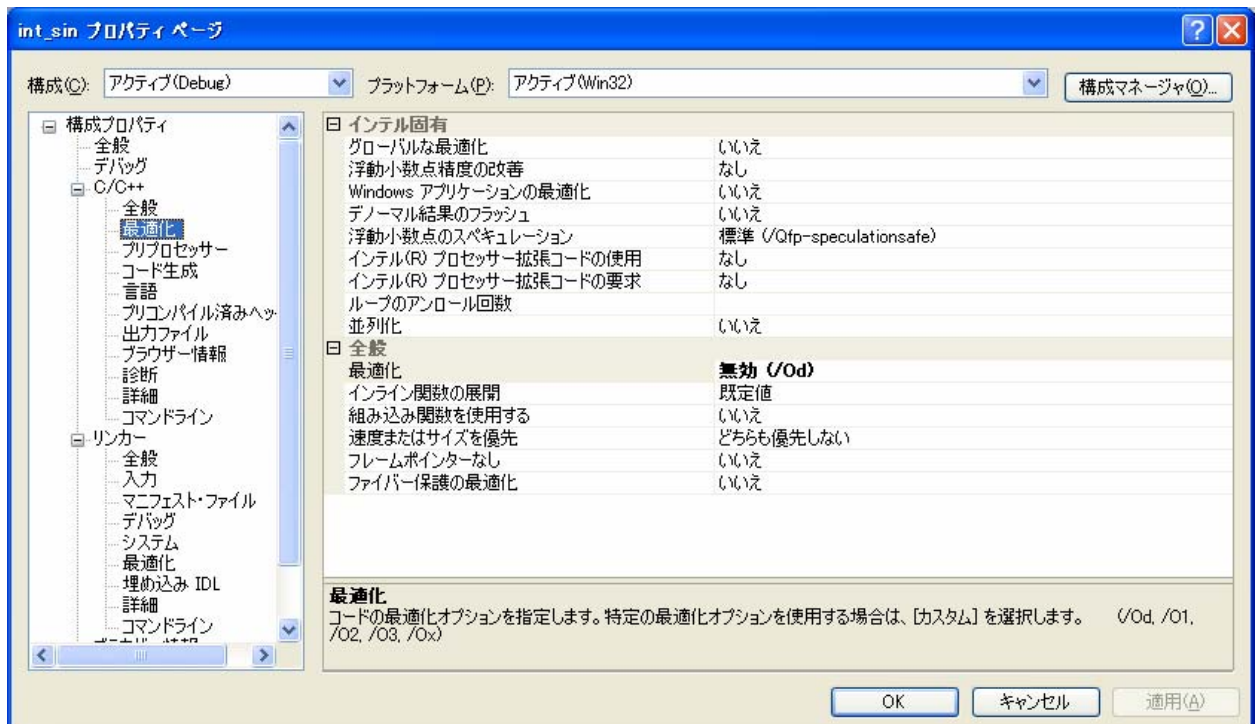 int_sin プロパティ ページ
構成(C): アクティブ(Debug) プラットフォーム(P): アクティブ(Win32) 構成マネージャ(O)...
構成プロパティ
全般
デバッグ
C/C++
全般
最適化
プリプロセッサー
コード生成
言語
プリコンパイル済みヘッ
出力ファイル
ブラウザー情報
診断
詳細
コマンドライン
リンカー
全般
入力
マニフェスト・ファイル
デバッグ
システム
最適化
埋め込み IDL
詳細
コマンドライン
インテル固有
グローバルな最適化 いいえ
浮動小数点精度の改善 なし
Windows アプリケーションの最適化 いいえ
デノーマル結果のフラッシュ いいえ
浮動小数点のスペキュレーション 標準 (/Qfp-speculationsafe)
インテル(R) プロセッサー拡張コードの使用 なし
インテル(R) プロセッサー拡張コードの要求 なし
ループのアンロール回数
並列化 いいえ
全般
最適化 無効 (/Od)
インライン関数の展開 既定値
組み込み関数を使用する いいえ
速度またはサイズを優先 どちらも優先しない
フレームポインターなし いいえ
ファイバー保護の最適化 いいえ
最適化
コードの最適化オプションを指定します。特定の最適化オプションを使用する場合は、[カスタム] を選択します。 (/Od, /O1,
/O2, /O3, /Ox)
OK キャンセル 適用(A)